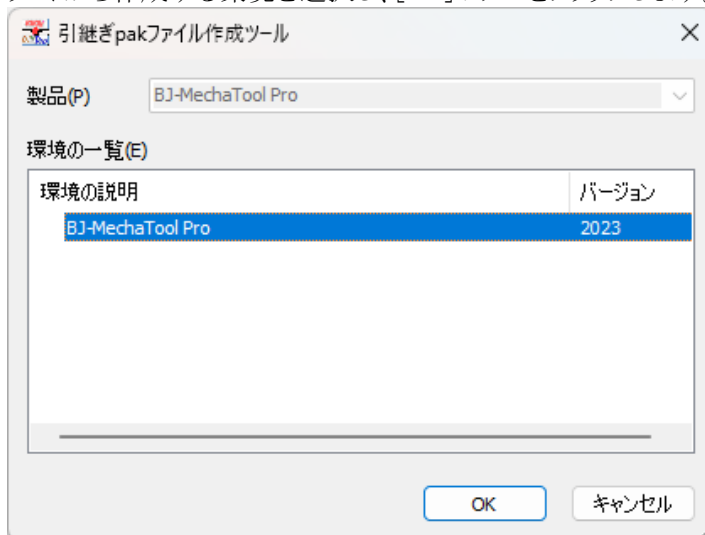 引継ぎpakファイル作成ツール
製品(P) BJ-MechaTool Pro
環境の一覧(E)
環境の説明 バージョン
BJ-MechaTool Pro 2023
OK キャンセル